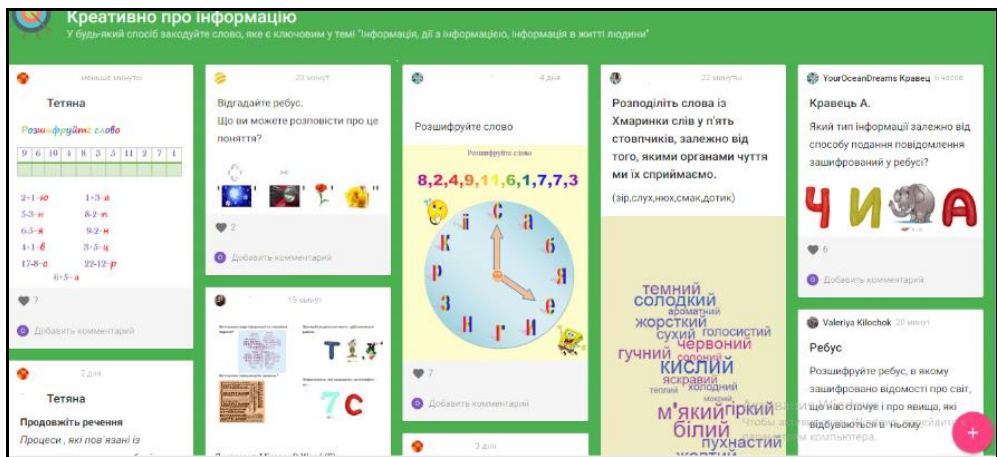 Креативно про інформацію
У будь-який спосіб закодуйте слово, яке є ключовим у темі "Інформація, дії з інформацією, інформація в житті людини"
меньше минуты
Тетяна
Розшифруйте слово
9 6 10 4 8 3 5 11 2 7 1
2+1-ю
1+3-а
5-3-н
8-2-п
6-5-я
9-2-н
4+1-в
3+5-ц
17-8-о
22-12-р
6+5-а
7
Добавить комментарий
2 дня
Тетяна
Продовжіть речення
Процеси , які пов`язані із
20 минут
Відгадайте ребус.
Що ви можете розповісти про це
поняття?
2
Добавить комментарий
19 минут
7 С
4 дня
Розшифруйте слово
Розшифруйте слово
8,2,4,9,11,6,1,7,7,3
с
а
б
я
е
и
г
н
з
р
к
ї
7
Добавить комментарий
3 дня
22 минуты
Розподіліть слова із
Хмаринки слів у п'ять
стовпчиків, залежно від
того, якими органами чуття
ми їх сприймаємо.
(зір,слух,нюх,смак,дотик)
темний
солодкий
ароматний
жорсткий
сухий
голосистий
червоний
гучний
солоний
кислий
яскравий
теплий
холодний
мокрий
м'який
гіркий
білий
пухнастий
жовтий
YourOceanDreams Кравец 6 часов
Кравець А.
Який тип інформації залежно від
способу подання повідомлення
зашифрований у ребусі?
Ч И А
6
Добавить комментарий
Valeriya Kilochok 20 минут
Ребус
Розшифруйте ребус, в якому
зашифровано відомості про світ,
що нас оточує і про явища, які
відбуваються в ньому.
компьютера.